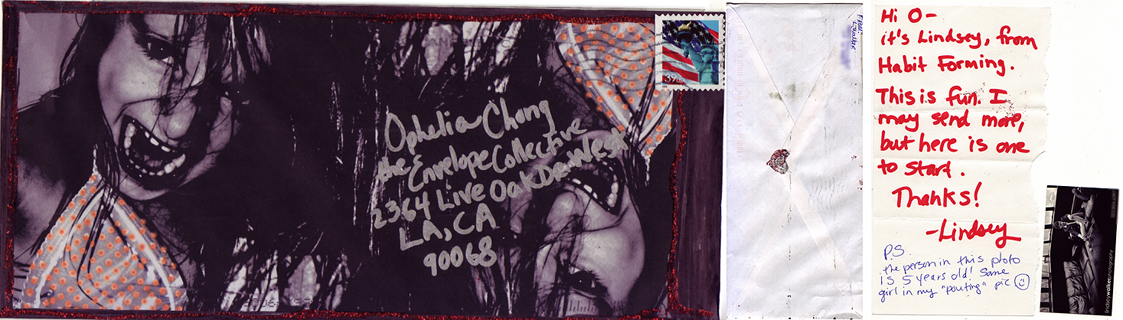 Ophelia Chong
the Envelope Collective
2364 Live Oak Dr West
LA, CA
90068
39
From:
Hi O-
it's Lindsey, from
Habit Forming.
This is fun. I
may send more,
but here is one
to start.
Thanks!
-Lindsey
P.S.
the person in this photo
is 5 years old! Same
girl in my "pouting" pic ☺